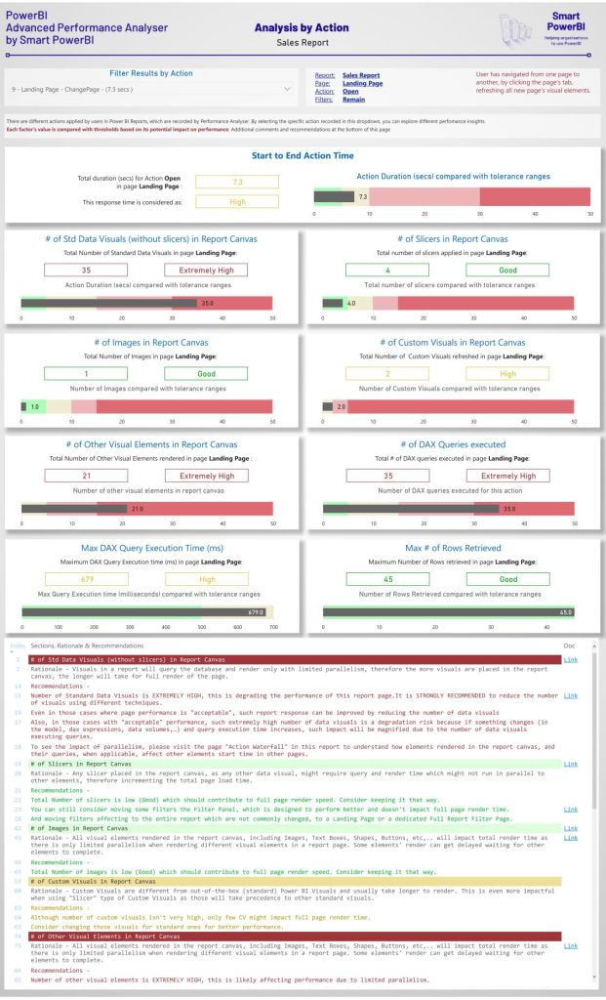 PowerBI
Advanced Performance Analyser
by Smart PowerBI
Analysis by Action
Sales Report
Smart
PowerBI
Helping organisations
to use PowerBI
Filter Results by Action
9 - Landing Page - ChangePage - (7.3 secs )
Report: Sales Report
Page: Landing Page
Action: Open
Filters: Remain
User has navigated from one page to
another, by clicking the page's tab,
refreshing all new page's visual elements.
There are different actions applied by users in Power BI Reports, which are recorded by Performance Analyser. By selecting the specific action recorded in this dropdown, you can explore different perfomance insights.
Each factor's value is compared with thresholds based on its potential impact on performance. Additional comments and recommendations at the bottom of this page
Start to End Action Time
Total duration (secs) for Action Open
in page Landing Page :
7.3
This response time is considered as:
High
Action Duration (secs) compared with tolerance ranges
7.3
0 10 20 30 40 50
# of Std Data Visuals (without slicers) in Report Canvas
Total Number of Standard Data Visuals in page Landing Page:
35 Extremely High
Action Duration (secs) compared with tolerance ranges
35.0
0 10 20 30 40 50
# of Slicers in Report Canvas
Total number of slicers applied in page Landing Page:
4 Good
Total number of slicers compared with tolerance ranges
4.0
0 10 20 30 40 50
# of Images in Report Canvas
Total Number of Images in page Landing Page:
1 Good
Number of Images compared with tolerance ranges
1.0
0 10 20 30 40 50
# of Custom Visuals in Report Canvas
Total Number of Custom Visuals refreshed in page Landing Page:
2 High
Number of Custom Visuals compared with tolerance ranges
2.0
0 10 20 30 40 50
# of Other Visual Elements in Report Canvas
Total Number of Other Visual Elements rendered in page Landing Page :
21 Extremely High
Number of other visual elements in report canvas
21.0
0 10 20 30 40 50
# of DAX Queries executed
Total # of DAX queries executed in page Landing Page:
35 Extremely High
Number of DAX queries executed for this action
35.0
0 10 20 30 40 50
Max DAX Query Execution Time (ms)
Maximum DAX Query Execution time (ms) in page Landing Page:
679 High
Max Query Execution time (milliseconds) compared with tolerance ranges
679.0
0 100 200 300 400 500 600 700
Max # of Rows Retrieved
Maximum Number of Rows retrieved in page Landing Page:
45 Good
Number of Rows Retrieved compared with tolerance ranges
45.0
0 10 20 30 40
Index Sections, Rationale & Recommendations Doc
1 # of Std Data Visuals (without slicers) in Report Canvas Link
2 Rationale - Visuals in a report will query the database and render only with limited parallelism, therefore the more visuals are placed in the report
canvas, the longer will take for full render of the page.
14 Recommendations -
15 Number of Standard Data Visuals is EXTREMELY HIGH, this is degrading the performance of this report page.It is STRONGLY RECOMMENDED to reduce the number Link
of visuals using different techniques.
16 Even in those cases where page performance is "acceptable", such report response can be improved by reducing the number of data visuals
17 Also, in those cases with "acceptable" performance, such extremely high number of data visuals is a degradation risk because if something changes (in
the model, dax expressions, data volumes,…) and query execution time increases, such impact will be magnified due to the number of data visuals
executing queries.
18 To see the impact of parallelism, please visit the page "Action Waterfall" in this report to understand how elements rendered in the report canvas, and
their queries, when applicable, affect other elements start time in other pages.
19 # of Slicers in Report Canvas Link
20 Rationale - Any slicer placed in the report canvas, as any other data visual, might require query and render time which might not run in parallel to
other elements, therefore incrementing the total page load time.
21 Recommendations -
22 Total Number of slicers is low (Good) which should contribute to full page render speed. Consider keeping it that way.
23 You can still consider moving some filters the Filter Panel, which is designed to perform better and doesn't impact full page render time. Link
24 And moving filters affecting to the entire report which are not commonly changed, to a Landing Page or a dedicated Full Report Filter Page. Link
42 # of Images in Report Canvas Link
43 Rationale - All visual elements rendered in the report canvas, including Images, Text Boxes, Shapes, Buttons, etc,.. will impact total render time as Link
there is only limited parallelism when rendering different visual elements in a report page. Some elements' render can get delayed waiting for other
elements to complete.
44 Recommendations -
45 Total Number of images is low (Good) which should contribute to full page render speed. Consider keeping it that way.
59 # of Custom Visuals in Report Canvas
60 Rationale - Custom Visuals are different from out-of-the-box (standard) Power BI Visuals and usually take longer to render. This is even more impactful
when using "Slicer" type of Custom Visuals as those will take precedence to other standard visuals.
63 Recommendations -
64 Although number of custom visuals isn't very high, only few CV might impact full page render time.
65 Consider changing those visuals for standard ones for better performance.
74 # of Other Visual Elements in Report Canvas
75 Rationale - All visual elements rendered in the report canvas, including Images, Text Boxes, Shapes, Buttons, etc,.. will impact total render time as Link
there is only limited parallelism when rendering different visual elements in a report page. Some elements' render can get delayed waiting for other
elements to complete.
84 Recommendations -
85 Number of other visual elements is EXTREMELY HIGH, this is likely affecting performance due to limited parallelism.